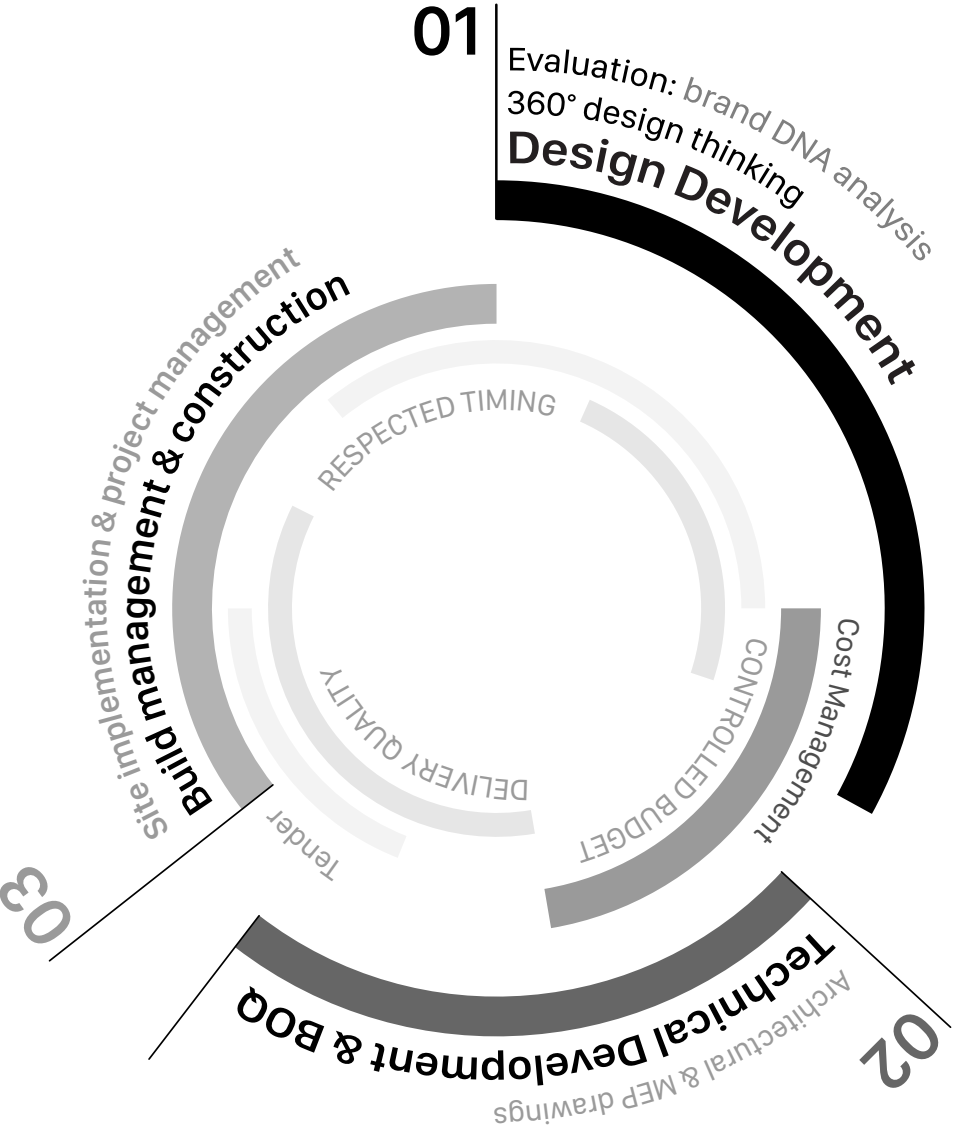 01
Evaluation: brand DNA analysis
360° design thinking
Design Development
Cost Management
CONTROLLED BUDGET
02
Technical Development & BOQ
Architectural & MEP drawings
Tender
DELIVERY QUALITY
RESPECTED TIMING
03
Build management & construction
Site implementation & project management